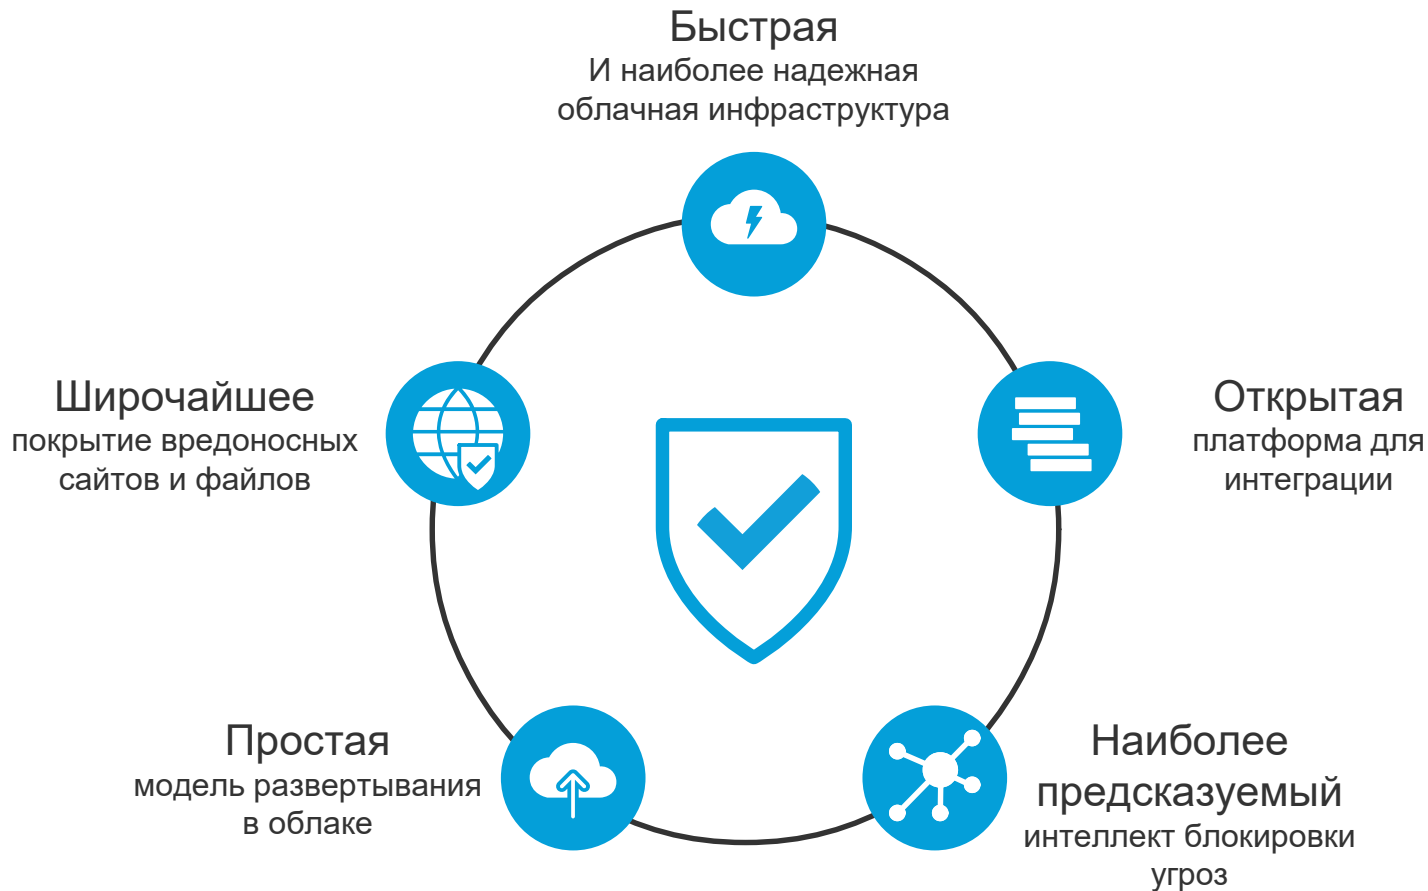 Быстрая
И наиболее надежная
облачная инфраструктура
Широчайшее
покрытие вредоносных
сайтов и файлов
Открытая
платформа для
интеграции
Простая
модель развертывания
в облаке
Наиболее
предсказуемый
интеллект блокировки
угроз